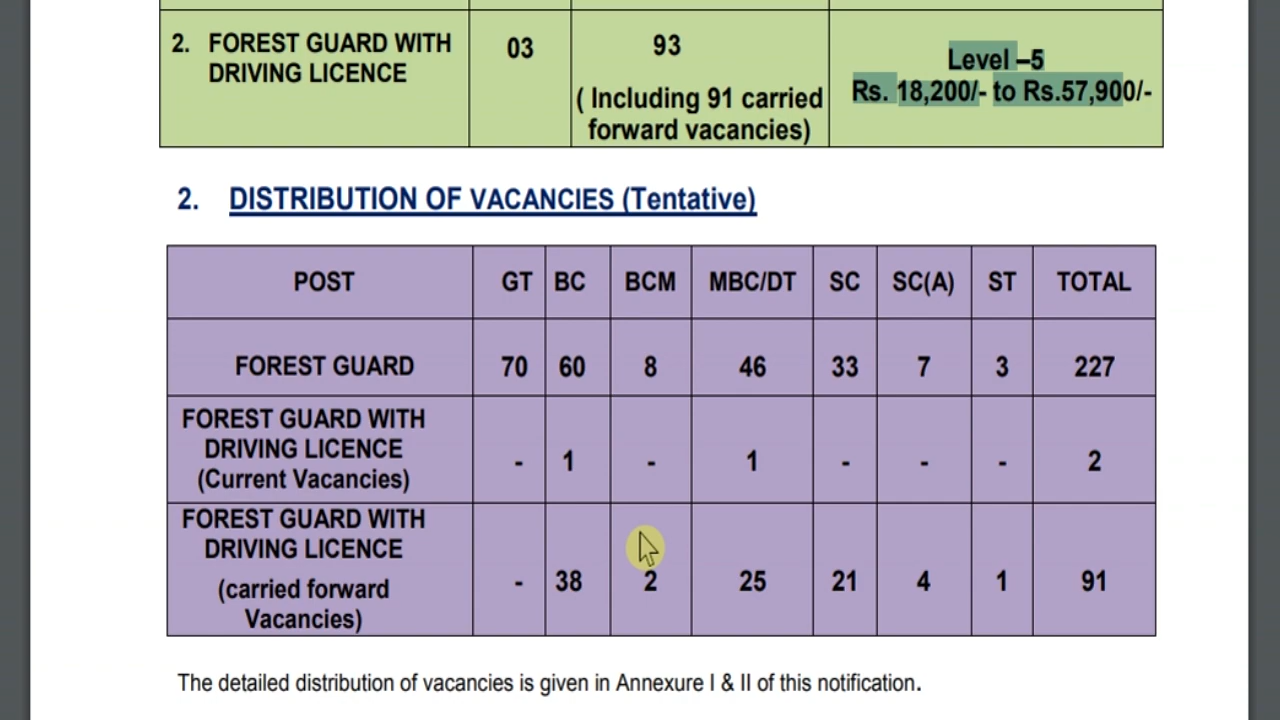 2. FOREST GUARD WITH
DRIVING LICENCE
03
93
( Including 91 carried
forward vacancies)
Level –5
Rs. 18,200/- to Rs.57,900/-
2. DISTRIBUTION OF VACANCIES (Tentative)
POST GT BC BCM MBC/DT SC SC(A) ST TOTAL
FOREST GUARD 70 60 8 46 33 7 3 227
FOREST GUARD WITH
DRIVING LICENCE
(Current Vacancies)
- 1 - 1 - - - 2
FOREST GUARD WITH
DRIVING LICENCE
(carried forward
Vacancies)
- 38 2 25 21 4 1 91
The detailed distribution of vacancies is given in Annexure I & II of this notification.